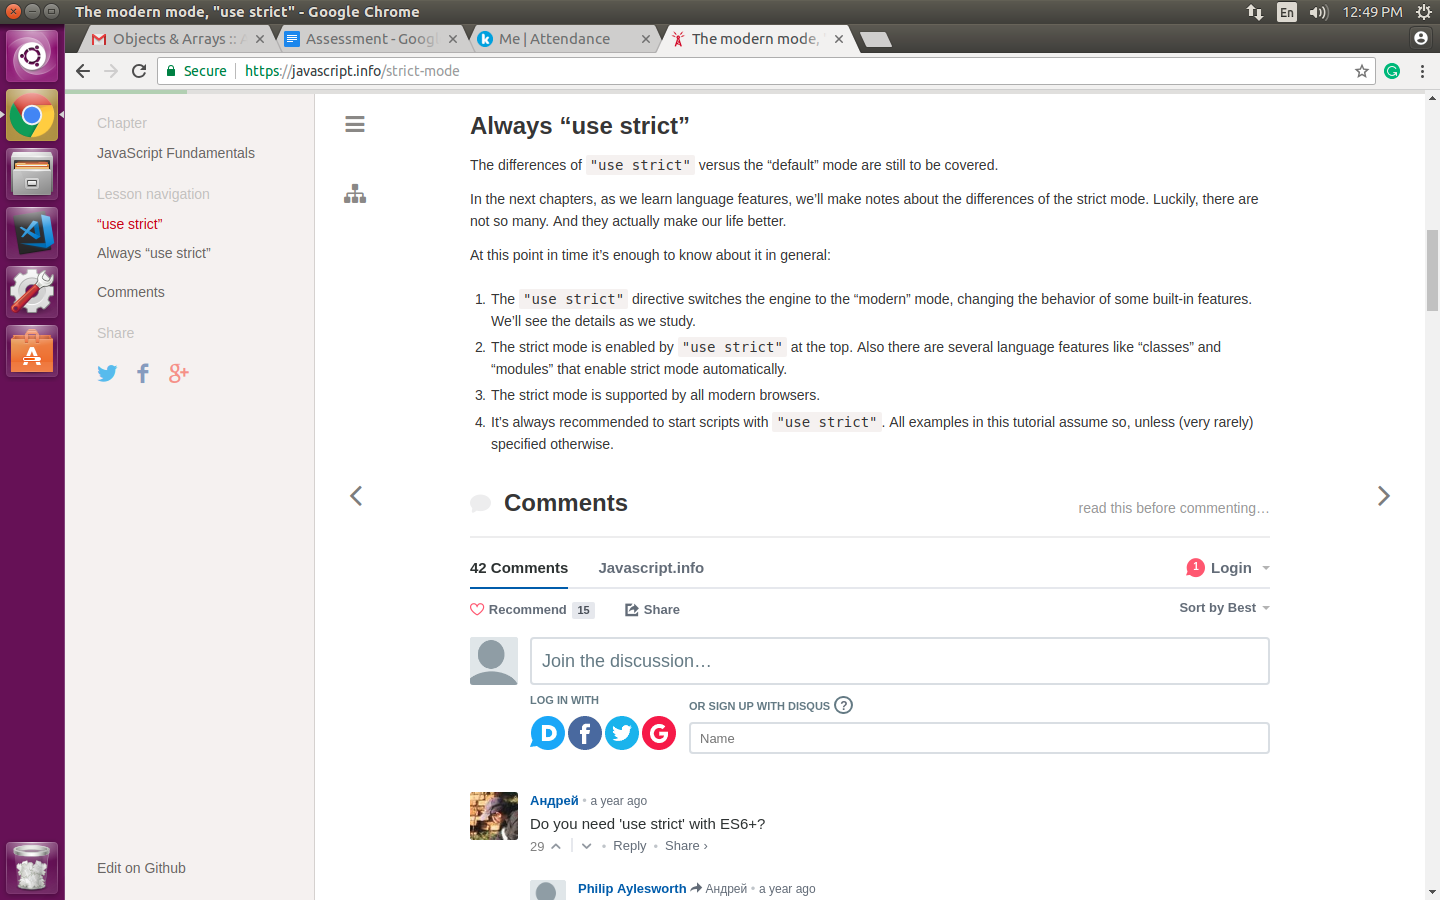 The modern mode, "use strict" - Google Chrome
En
12:49 PM
Objects & Arrays :: A
Assessment - Googl
Me | Attendance
The modern mode, "
Secure
https://javascript.info/strict-mode
Chapter
JavaScript Fundamentals
Lesson navigation
“use strict”
Always “use strict”
Comments
Share
Edit on Github
Always “use strict”
The differences of "use strict" versus the “default” mode are still to be covered.
In the next chapters, as we learn language features, we’ll make notes about the differences of the strict mode. Luckily, there are
not so many. And they actually make our life better.
At this point in time it’s enough to know about it in general:
1. The "use strict" directive switches the engine to the “modern” mode, changing the behavior of some built-in features.
We’ll see the details as we study.
2. The strict mode is enabled by "use strict" at the top. Also there are several language features like “classes” and
“modules” that enable strict mode automatically.
3. The strict mode is supported by all modern browsers.
4. It’s always recommended to start scripts with "use strict". All examples in this tutorial assume so, unless (very rarely)
specified otherwise.
Comments
read this before commenting…
42 Comments
Javascript.info
1 Login
Recommend 15
Share
Sort by Best
Join the discussion…
LOG IN WITH
OR SIGN UP WITH DISQUS ?
Name
Андрей • a year ago
Do you need 'use strict' with ES6+?
29 • Reply • Share ›
Philip Aylesworth Андрей • a year ago